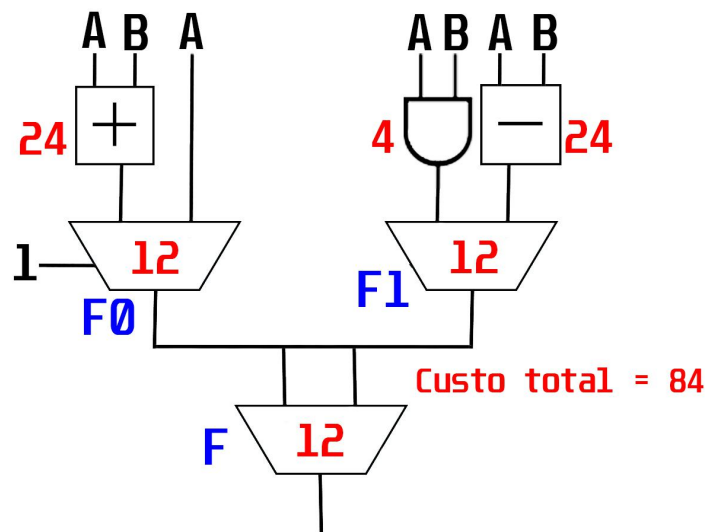 A B A
A B A B
24 +
4 — 24
1 12
12
F0
F1
Custo total = 84
F 12